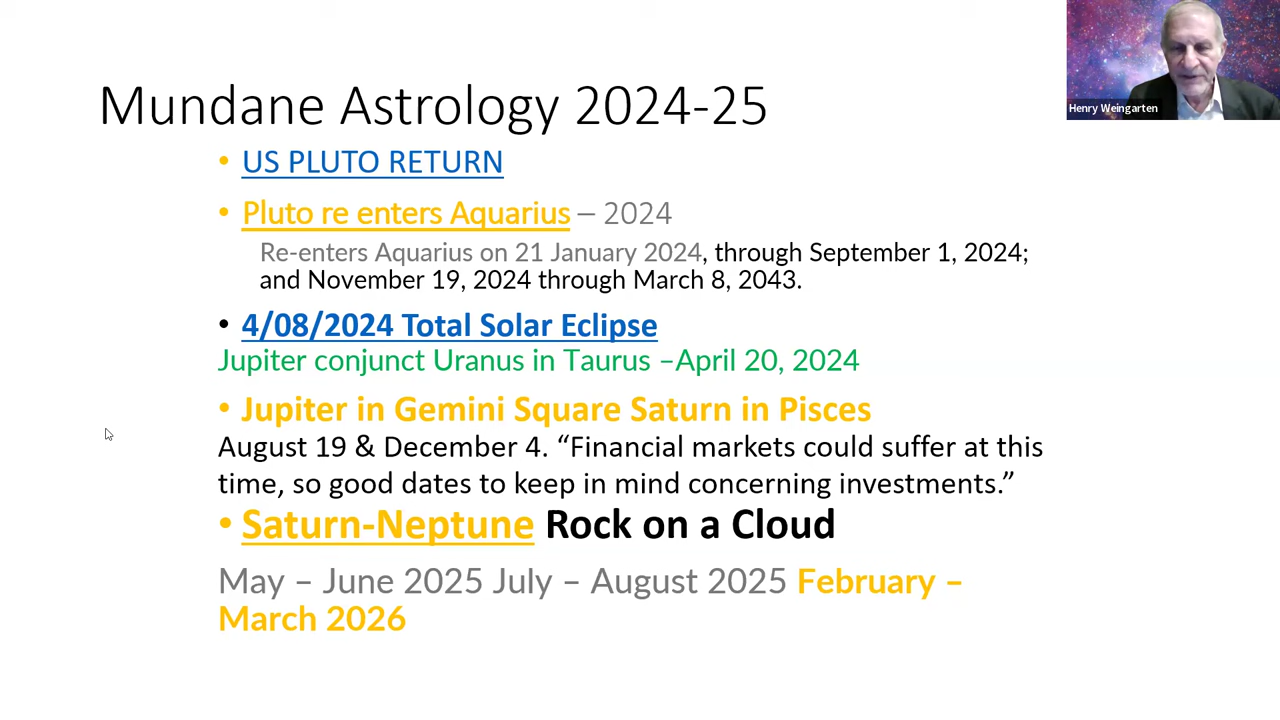 Henry Weingarten
Mundane Astrology 2024-25
• US PLUTO RETURN
• Pluto re enters Aquarius – 2024
Re-enters Aquarius on 21 January 2024, through September 1, 2024;
and November 19, 2024 through March 8, 2043.
• 4/08/2024 Total Solar Eclipse
Jupiter conjunct Uranus in Taurus –April 20, 2024
• Jupiter in Gemini Square Saturn in Pisces
August 19 & December 4. “Financial markets could suffer at this
time, so good dates to keep in mind concerning investments.”
• Saturn-Neptune Rock on a Cloud
May – June 2025 July – August 2025 February –
March 2026